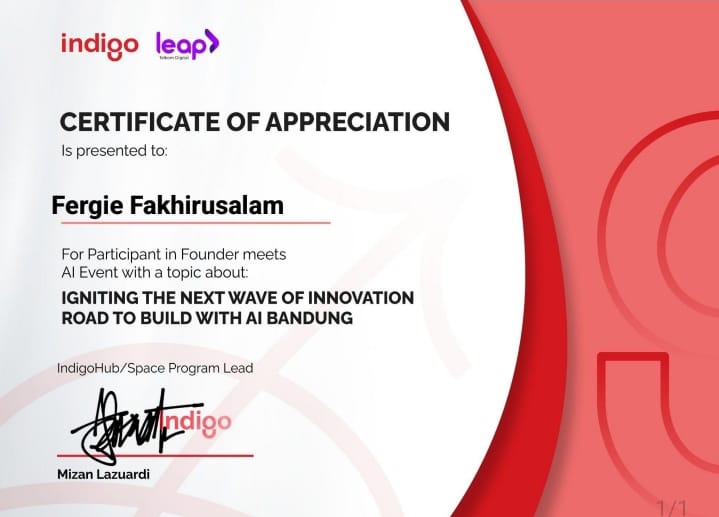 indigo leap
Telkom Digital
CERTIFICATE OF APPRECIATION
Is presented to:
Fergie Fakhirusalam
For Participant in Founder meets
AI Event with a topic about:
IGNITING THE NEXT WAVE OF INNOVATION
ROAD TO BUILD WITH AI BANDUNG
IndigoHub/Space Program Lead
indigo
Mizan Lazuardi
1/1